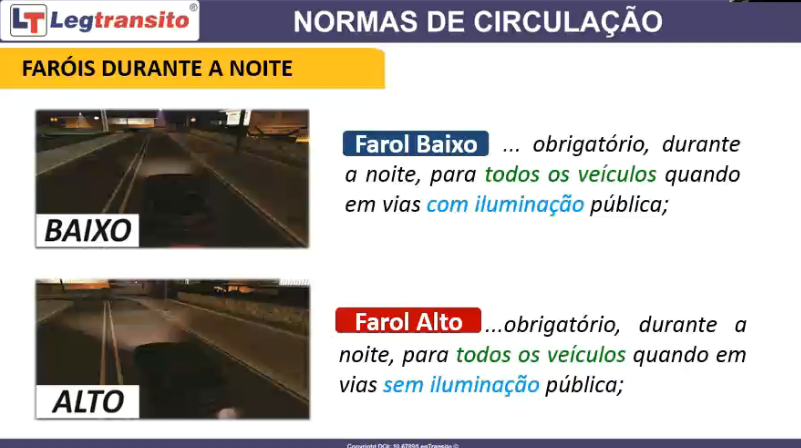 LT Legtransito®
NORMAS DE CIRCULAÇÃO
FARÓIS DURANTE A NOITE
BAIXO
Farol Baixo ... obrigatório, durante
a noite, para todos os veículos quando
em vias com iluminação pública;
ALTO
Farol Alto ...obrigatório, durante a
noite, para todos os veículos quando em
vias sem iluminação pública;